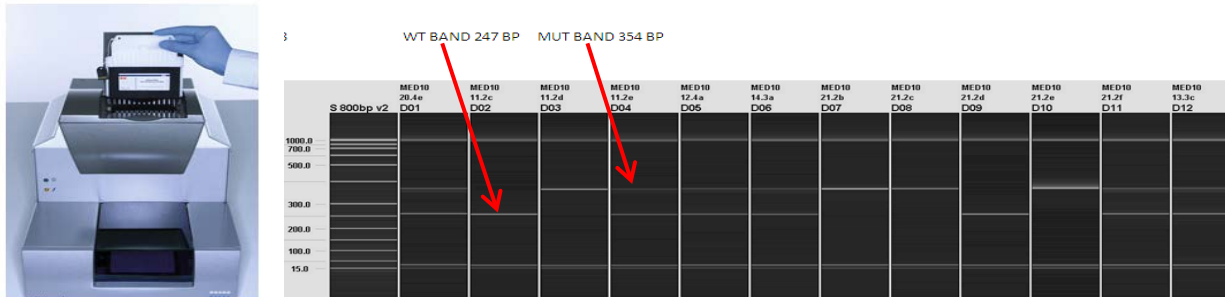 3
WT BAND 247 BP MUT BAND 354 BP
MED10 MED10 MED10 MED10 MED10 MED10 MED10 MED10 MED10 MED10 MED10 MED10
20.4e 11.2c 11.2d 11.2e 12.4a 14.3a 21.2b 21.2c 21.2d 21.2e 21.2f 13.3c
S 800bp v2 D01 D02 D03 D04 D05 D06 D07 D08 D09 D10 D11 D12
1000.0
700.0
500.0
300.0
200.0
100.0
15.0